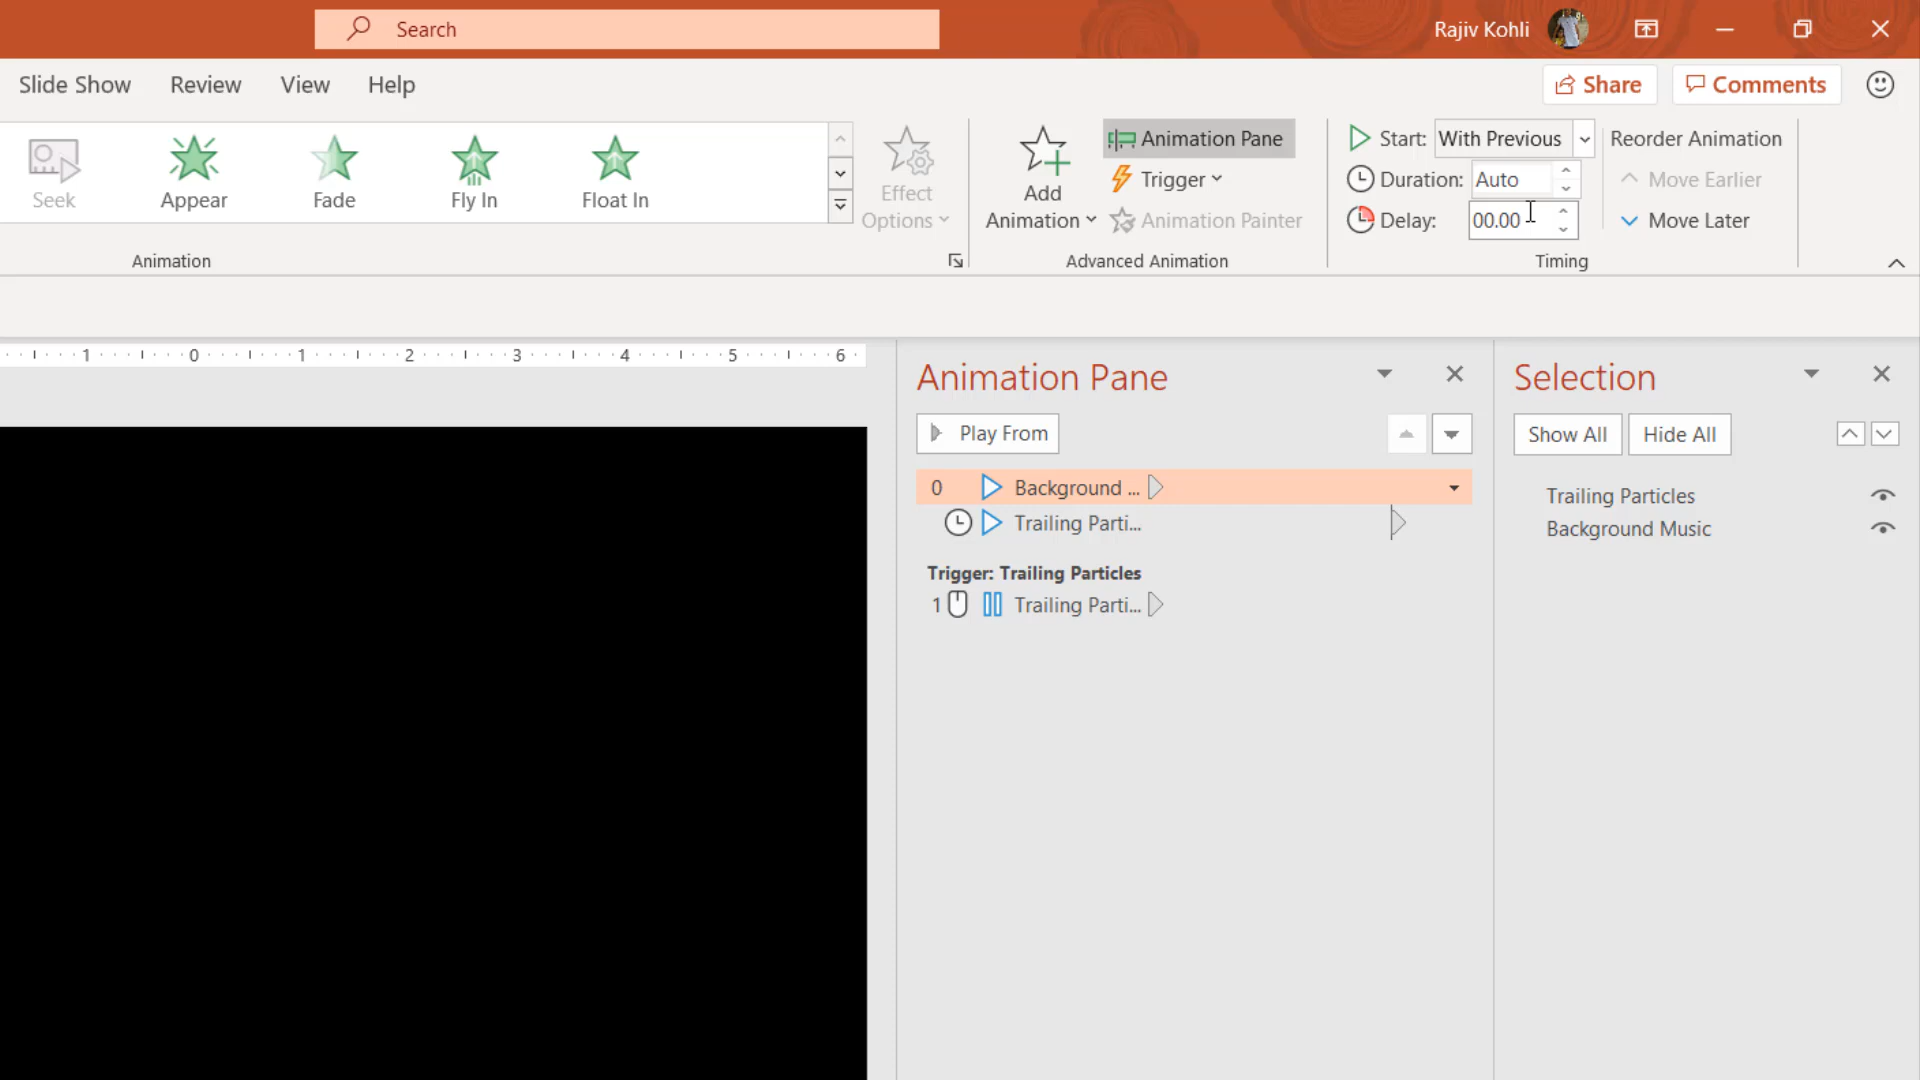 Search
Rajiv Kohli
Slide Show Review View Help
Share Comments
Seek Appear Fade Fly In Float In
Effect Options
Add Animation
Animation Pane
Trigger
Animation Painter
Start: With Previous
Duration: Auto
Delay: 00.00
Reorder Animation
Move Earlier
Move Later
Animation Advanced Animation Timing
1 0 1 2 3 4 5 6
Animation Pane
Play From
0 Background ...
Trailing Parti...
Trigger: Trailing Particles
1 Trailing Parti...
Selection
Show All Hide All
Trailing Particles
Background Music